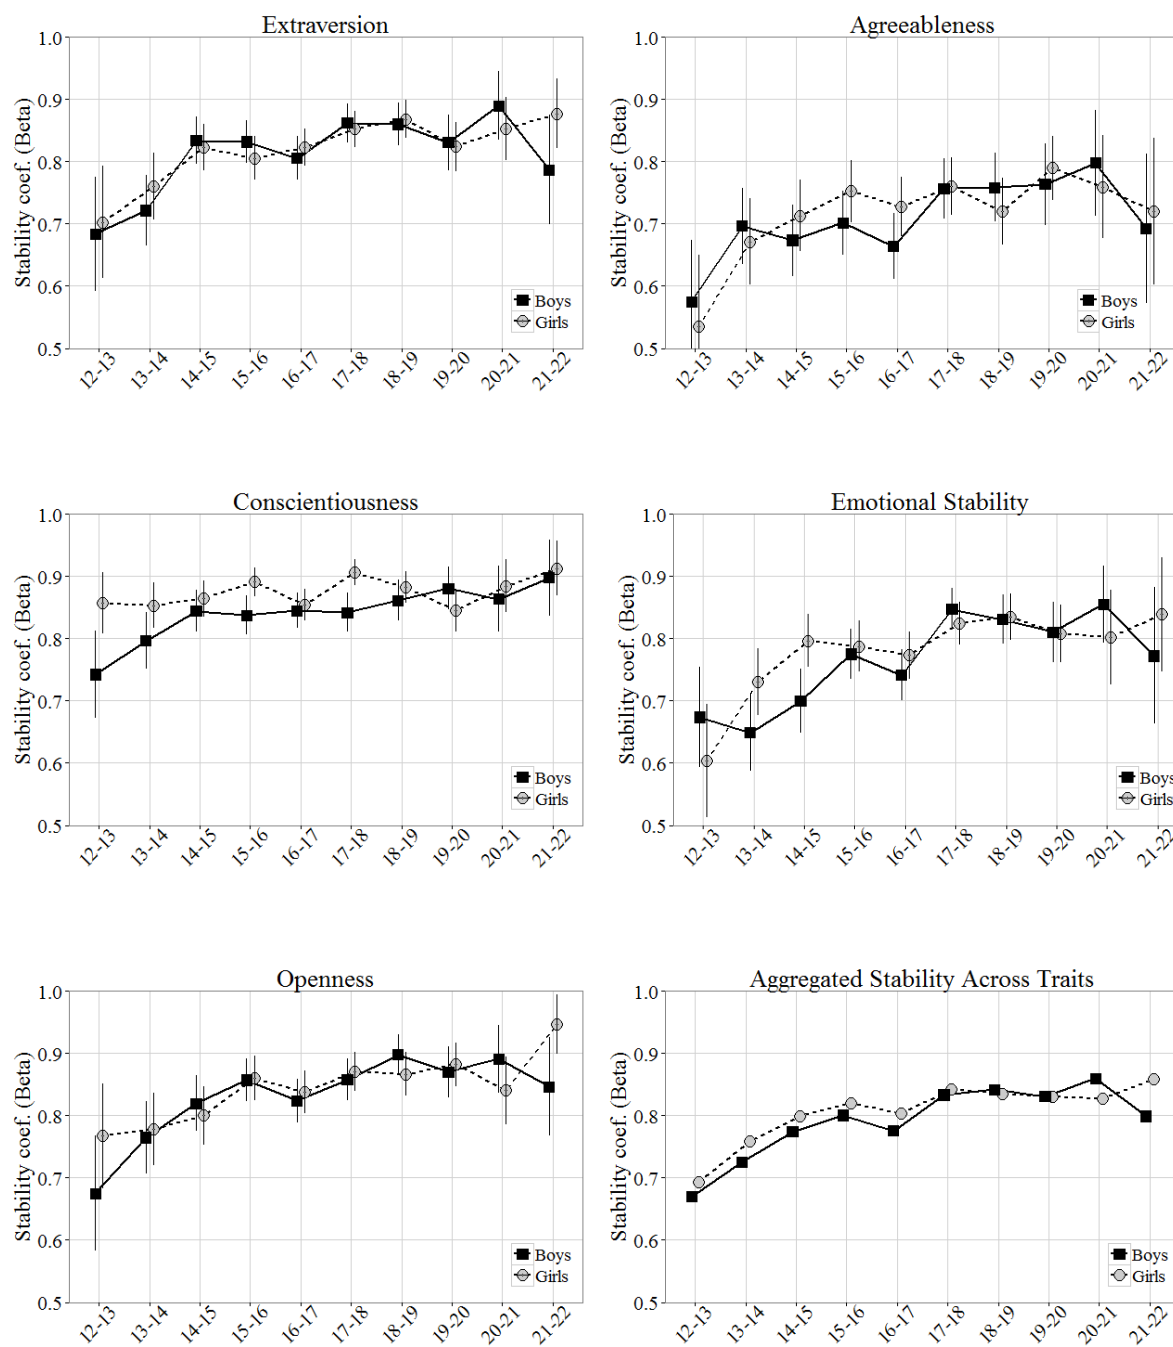 Extraversion
Stability coef. (Beta)
1.0
0.9
0.8
0.7
0.6
0.5
Boys
Girls
12-13 13-14 14-15 15-16 16-17 17-18 18-19 19-20 20-21 21-22
Agreeableness
Stability coef. (Beta)
1.0
0.9
0.8
0.7
0.6
0.5
Boys
Girls
12-13 13-14 14-15 15-16 16-17 17-18 18-19 19-20 20-21 21-22
Conscientiousness
Stability coef. (Beta)
1.0
0.9
0.8
0.7
0.6
0.5
Boys
Girls
12-13 13-14 14-15 15-16 16-17 17-18 18-19 19-20 20-21 21-22
Emotional Stability
Stability coef. (Beta)
1.0
0.9
0.8
0.7
0.6
0.5
Boys
Girls
12-13 13-14 14-15 15-16 16-17 17-18 18-19 19-20 20-21 21-22
Openness
Stability coef. (Beta)
1.0
0.9
0.8
0.7
0.6
0.5
Boys
Girls
12-13 13-14 14-15 15-16 16-17 17-18 18-19 19-20 20-21 21-22
Aggregated Stability Across Traits
Stability coef. (Beta)
1.0
0.9
0.8
0.7
0.6
0.5
Boys
Girls
12-13 13-14 14-15 15-16 16-17 17-18 18-19 19-20 20-21 21-22